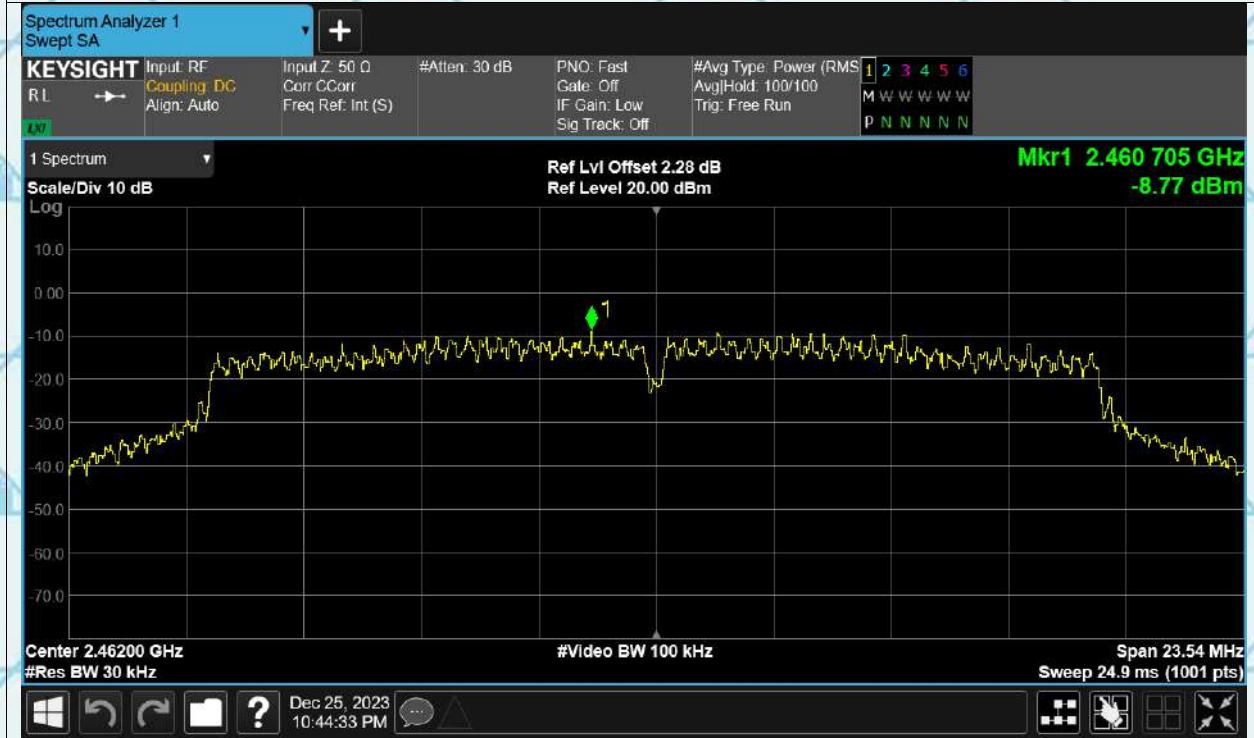 Spectrum Analyzer 1
Swept SA
+
KEYSIGHT
RL
LXI
Input: RF
Coupling: DC
Align: Auto
Input Z: 50 Ω
Corr CCorr
Freq Ref: Int (S)
#Atten: 30 dB
PNO: Fast
Gate: Off
IF Gain: Low
Sig Track: Off
#Avg Type: Power (RMS
Avg|Hold: 100/100
Trig: Free Run
1 2 3 4 5 6
M W W W W W
P N N N N N
1 Spectrum
Scale/Div 10 dB
Log
Ref Lvl Offset 2.28 dB
Ref Level 20.00 dBm
Mkr1 2.460 705 GHz
-8.77 dBm
10.0
0.00
1
-10.0
-20.0
-30.0
-40.0
-50.0
-60.0
-70.0
Center 2.46200 GHz
#Res BW 30 kHz
#Video BW 100 kHz
Span 23.54 MHz
Sweep 24.9 ms (1001 pts)
?
Dec 25, 2023
10:44:33 PM